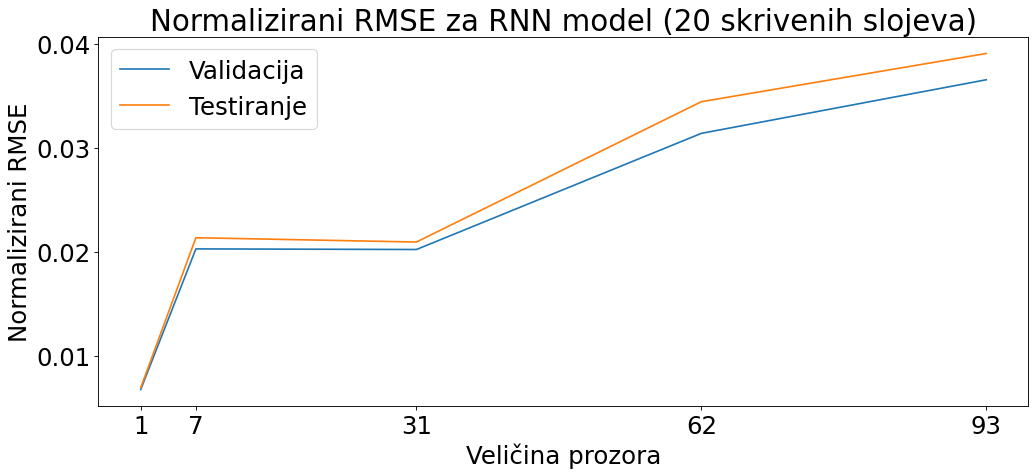 Normalizirani RMSE za RNN model (20 skrivenih slojeva)
Validacija
Testiranje
Normalizirani RMSE
0.04
0.03
0.02
0.01
1 7 31 62 93
Veličina prozora